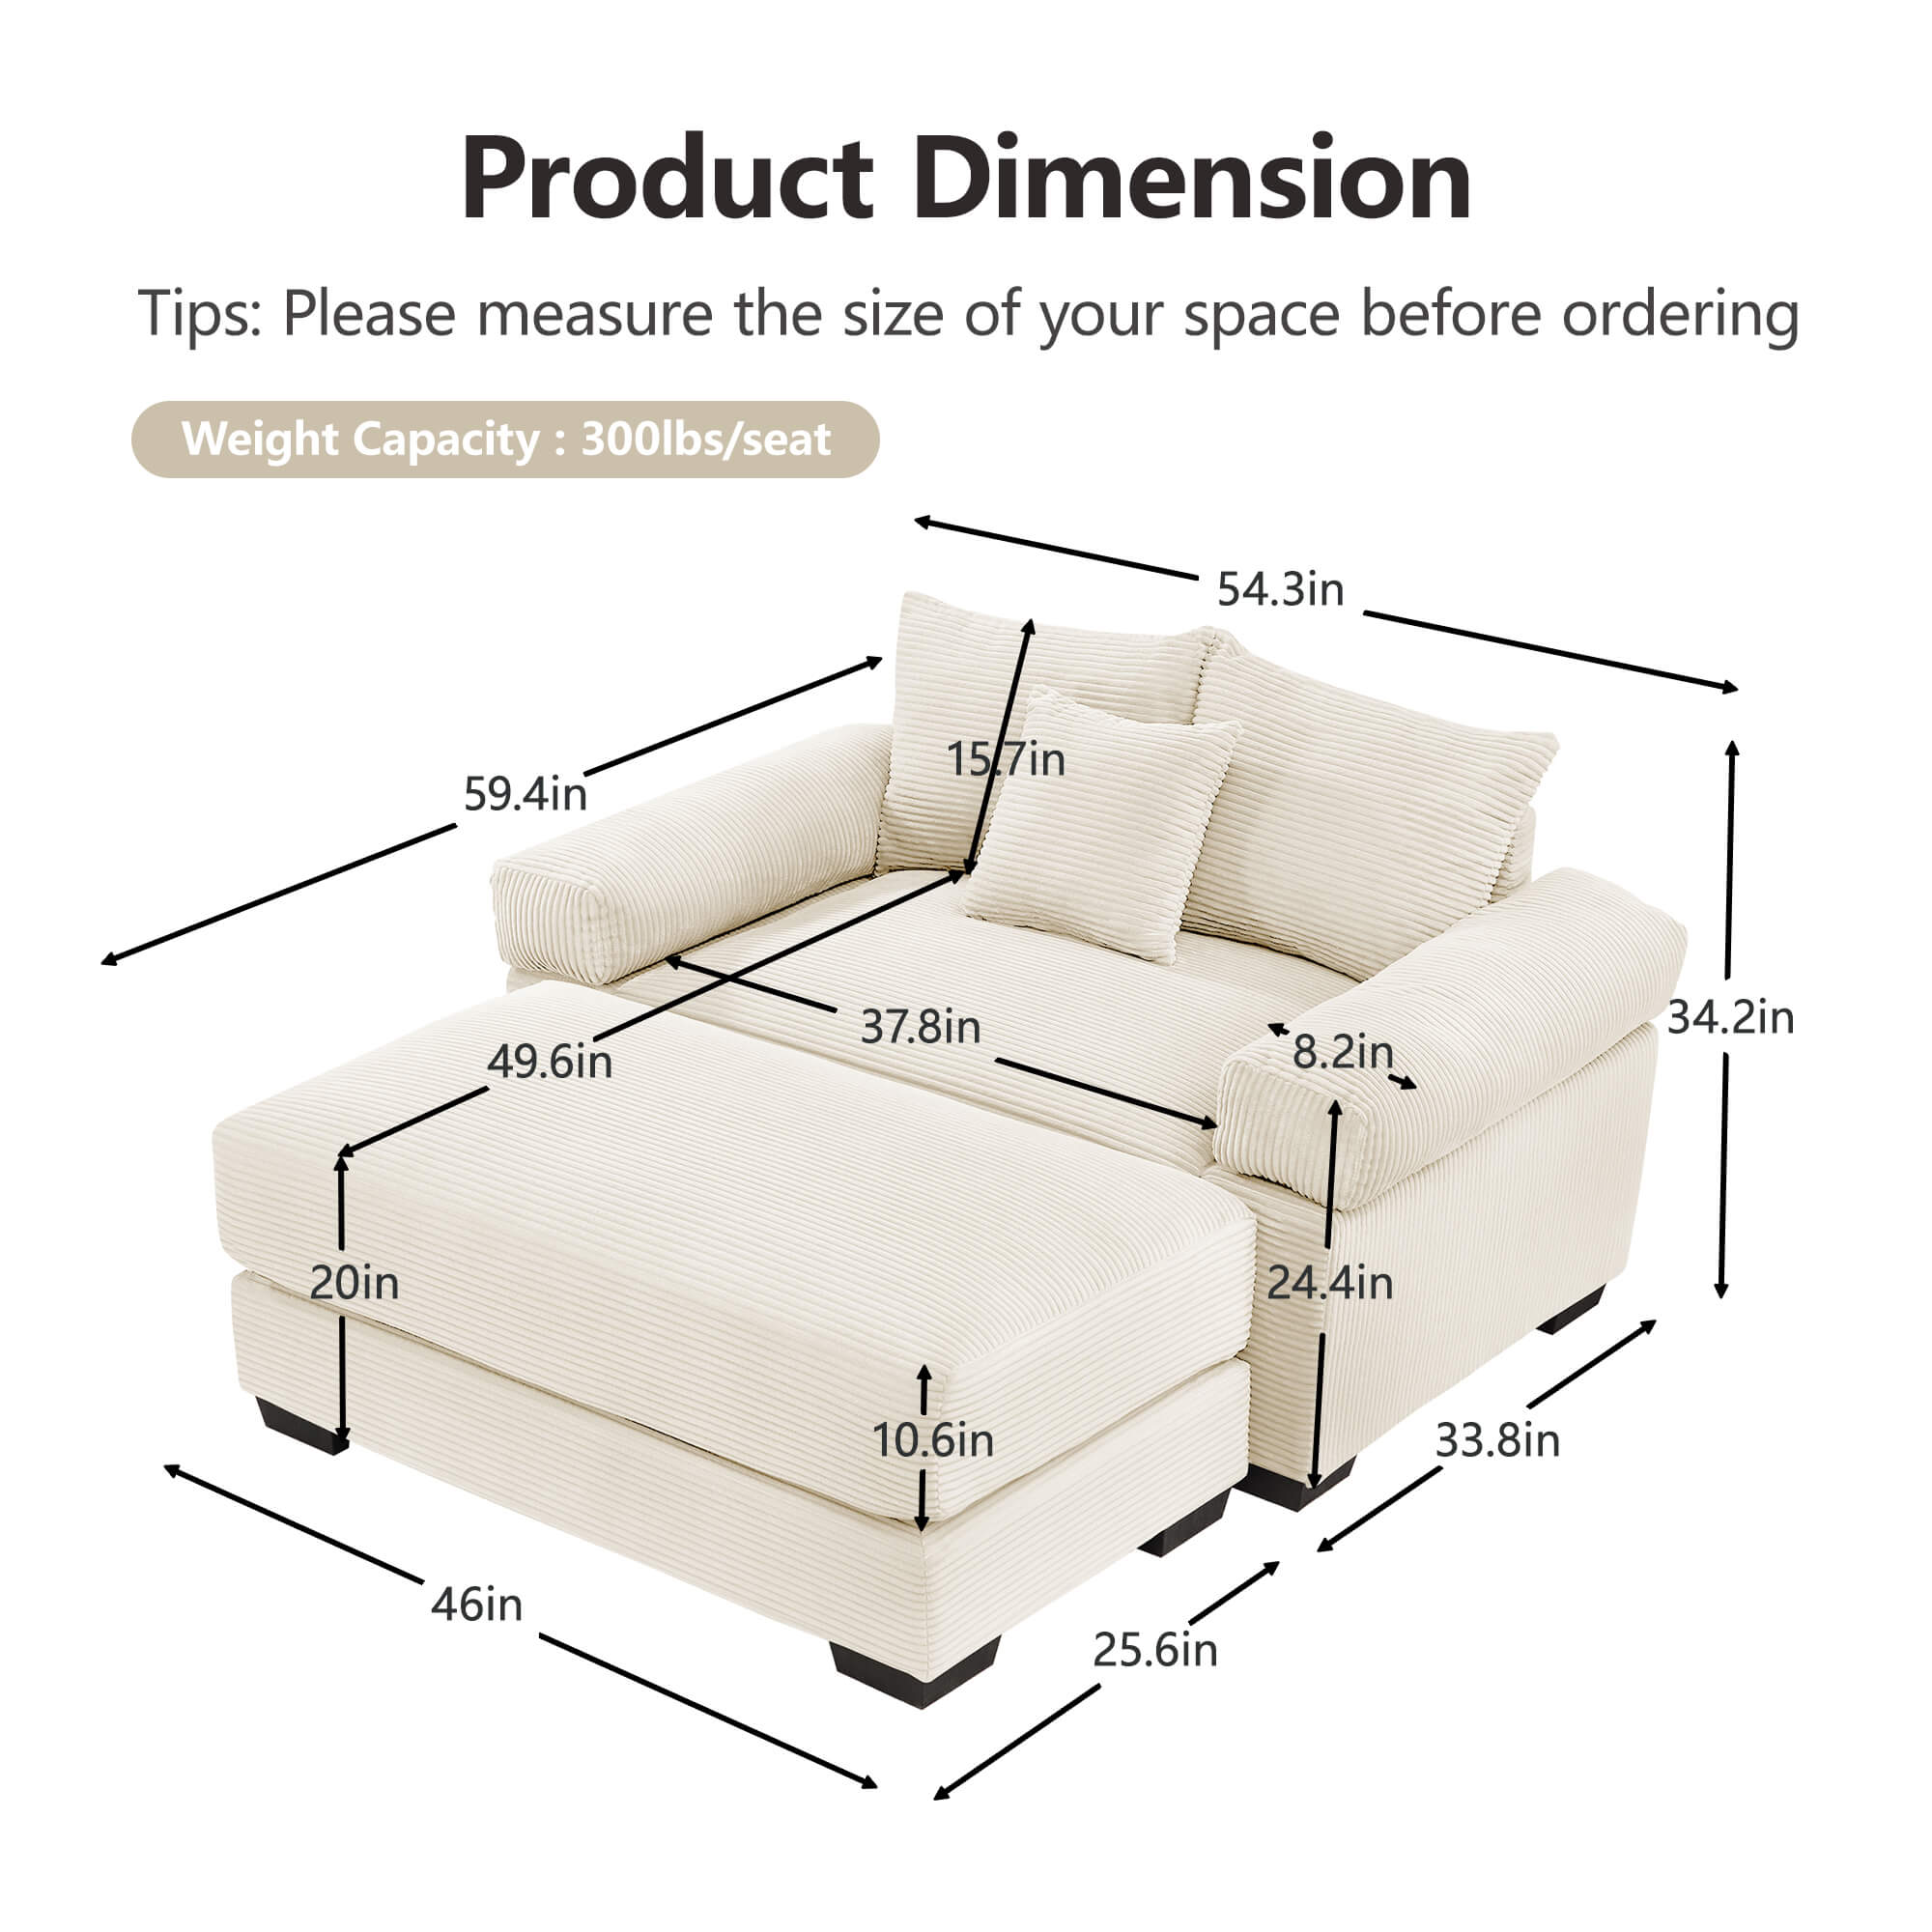 Product Dimension
Tips: Please measure the size of your space before ordering
Weight Capacity : 300lbs/seat
54.3in
15.7in
59.4in
34.2in
37.8in
8.2in
49.6in
20in
24.4in
10.6in
33.8in
46in
25.6in